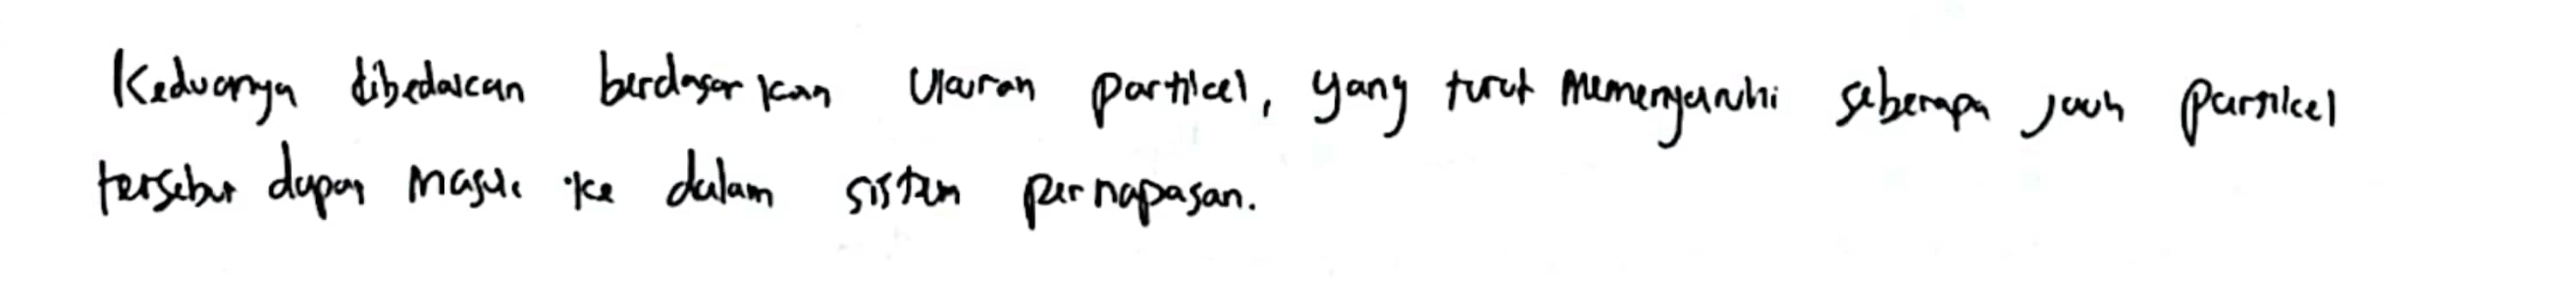 Keduanya dibedakan berdasarkan ukuran partikel, yang turut memengaruhi seberapa jauh partikel
tersebut dapat masuk ke dalam sistem pernapasan.